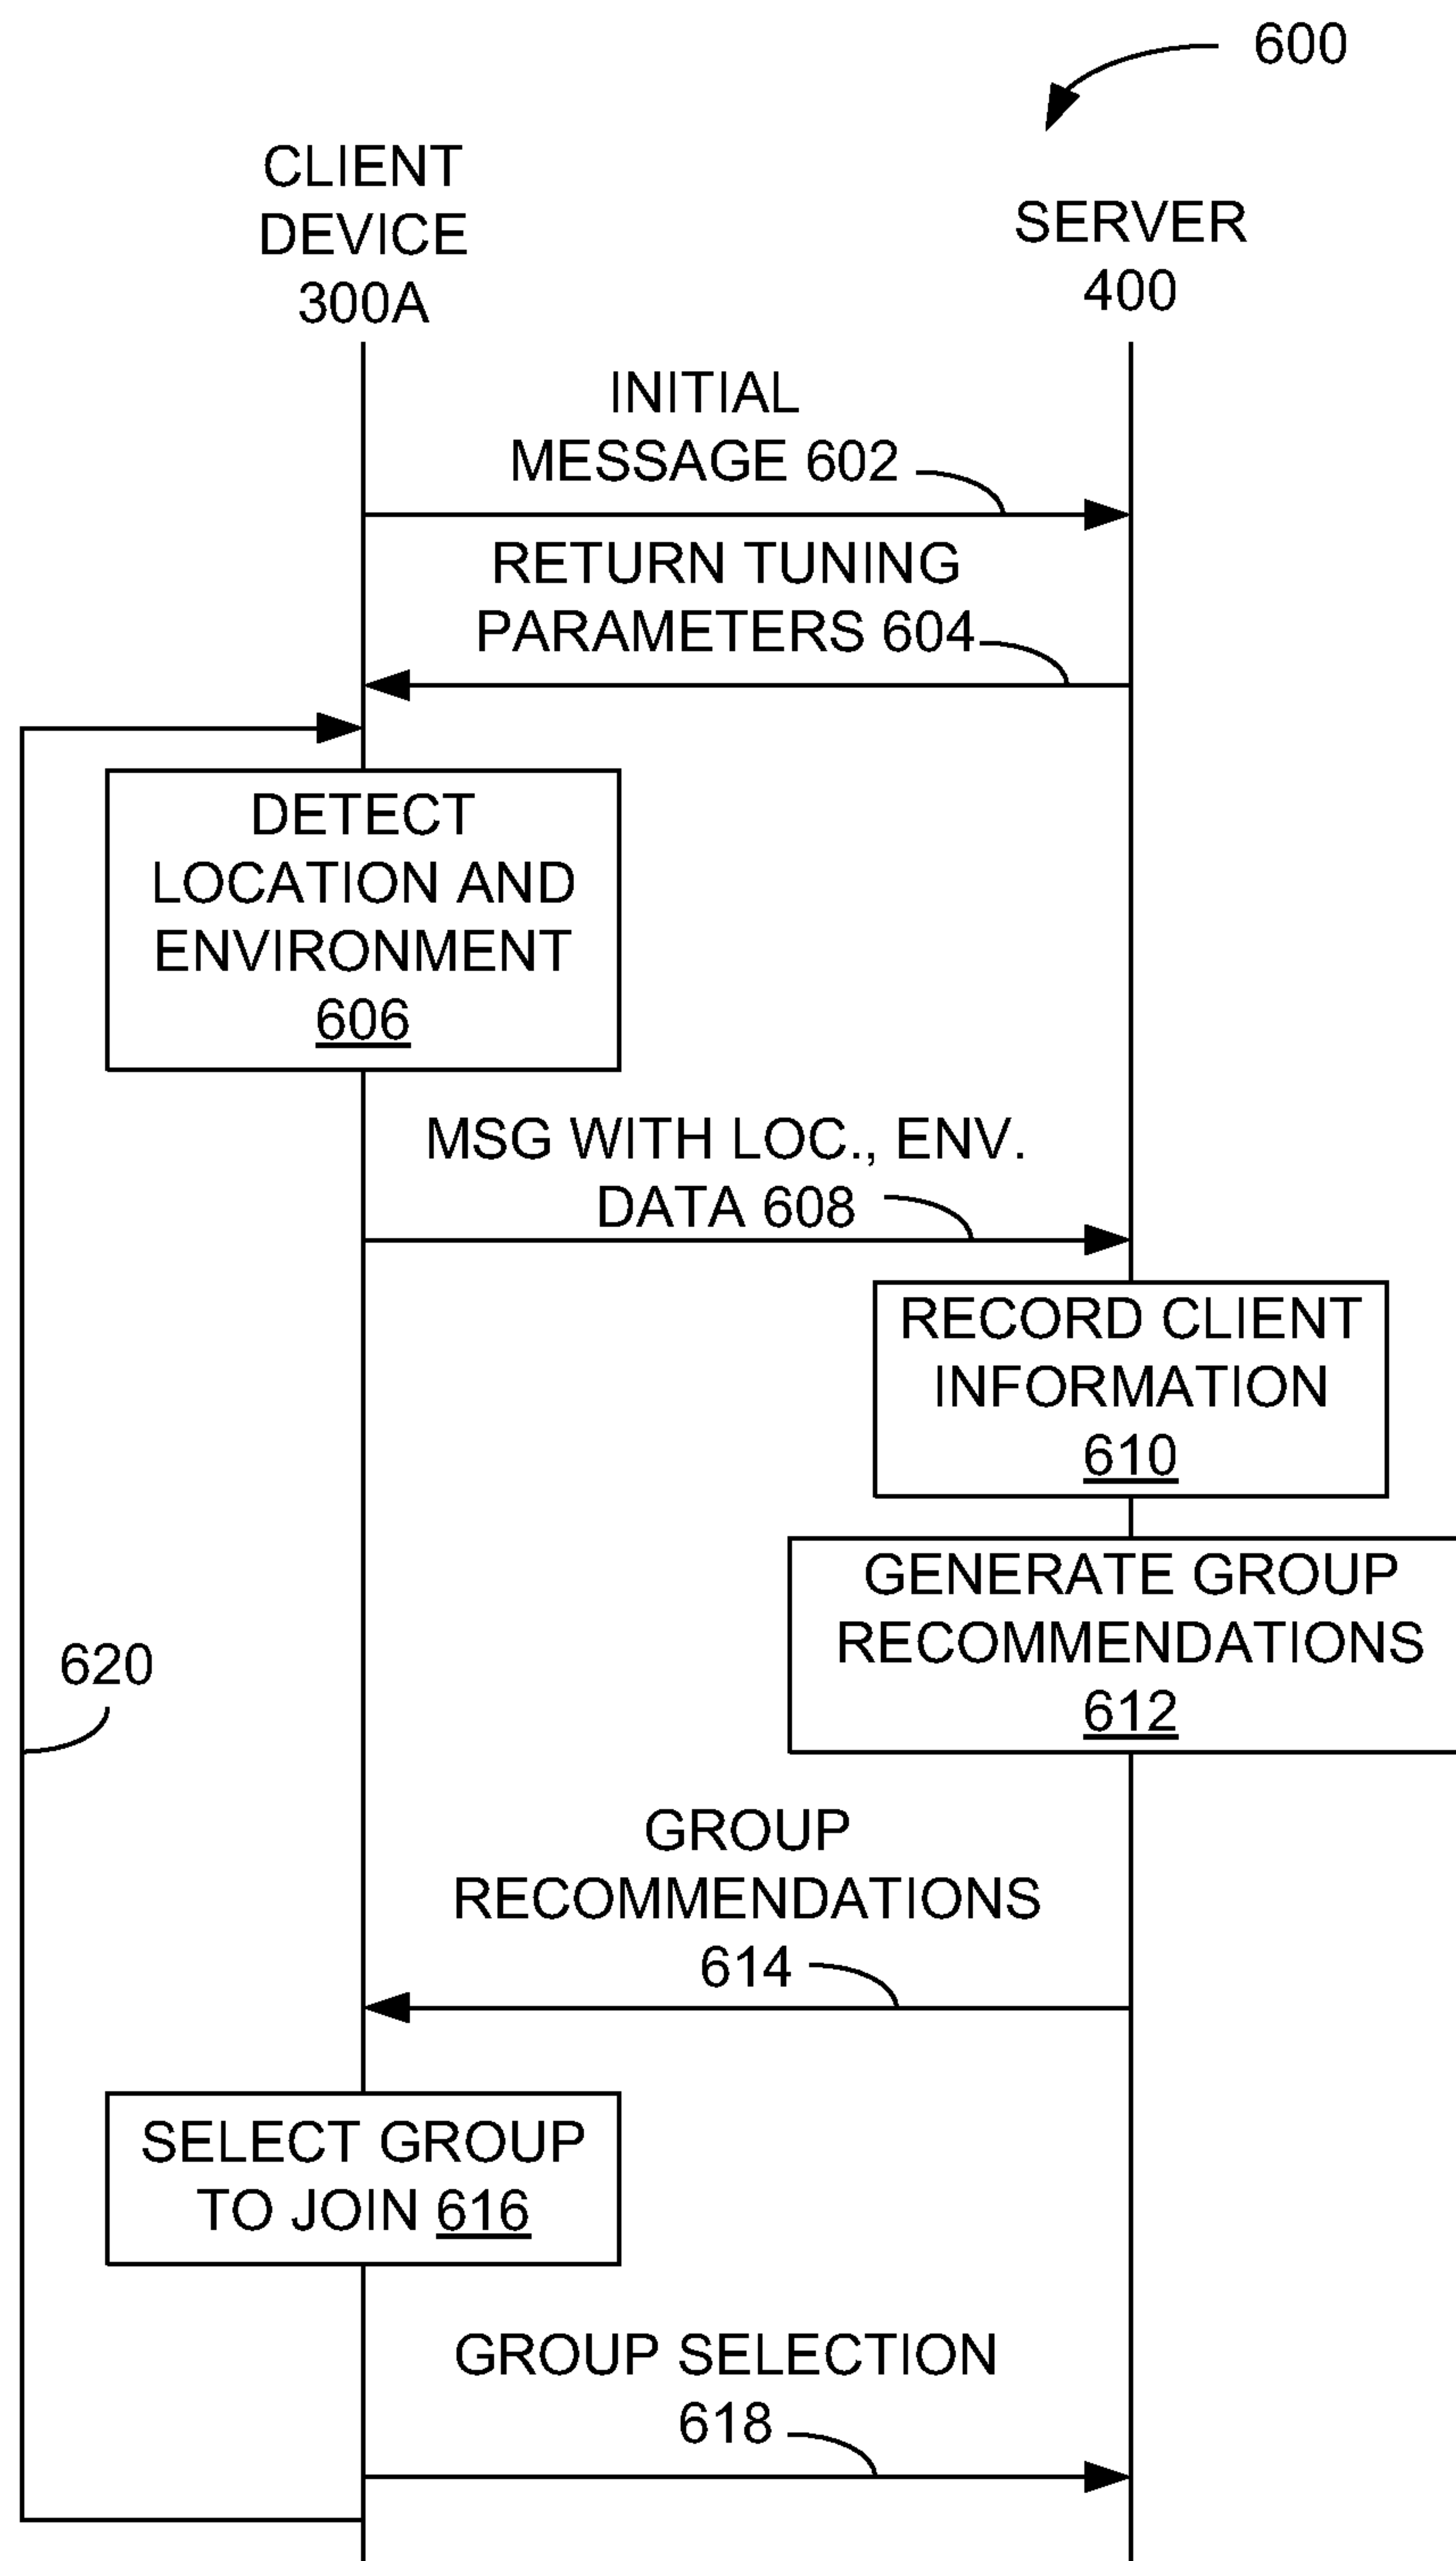 600
CLIENT
DEVICE
300A
SERVER
400
INITIAL
MESSAGE 602
RETURN TUNING
PARAMETERS 604
DETECT
LOCATION AND
ENVIRONMENT
606
MSG WITH LOC., ENV.
DATA 608
RECORD CLIENT
INFORMATION
610
GENERATE GROUP
RECOMMENDATIONS
612
620
GROUP
RECOMMENDATIONS
614
SELECT GROUP
TO JOIN 616
GROUP SELECTION
618